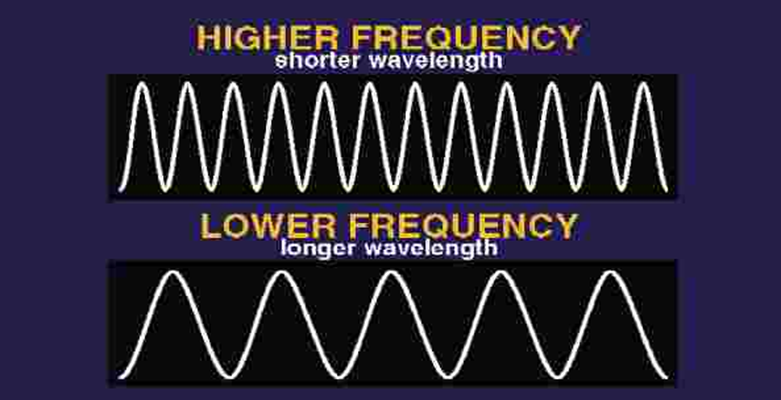 HIGHER FREQUENCY
shorter wavelength
LOWER FREQUENCY
longer wavelength